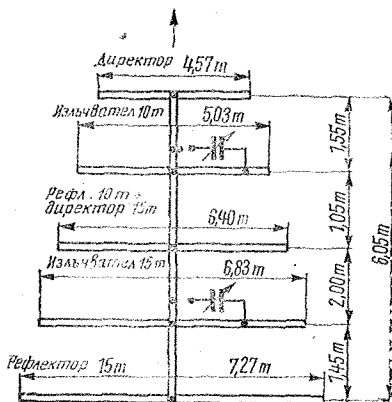 Директор
4,57m
Излъчвател 10m
5,03m
1,55m
Рефл. 10m +
директор 15m
6,40m
1,05m
6,05m
Излъчвател 15m
6,83m
2,00m
Рефлектор 15m
7,27m
1,45m